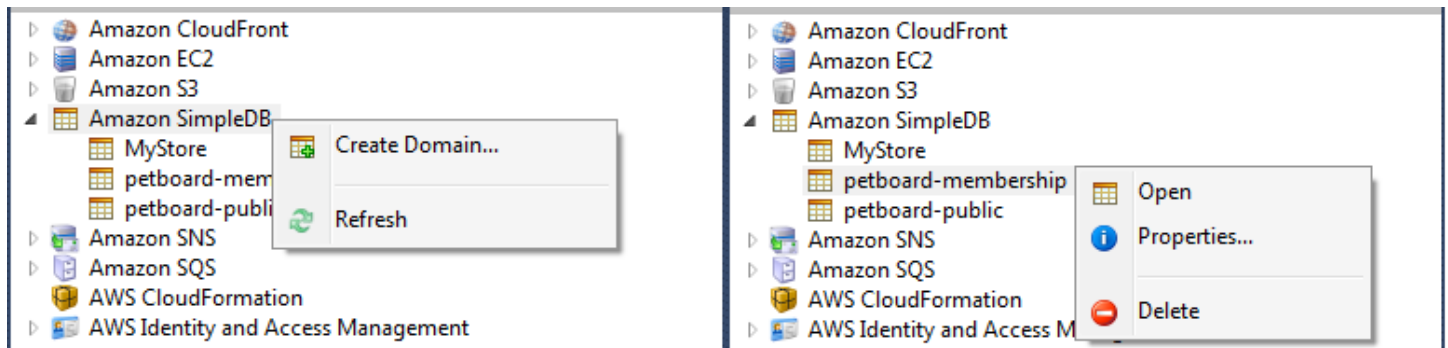 Amazon CloudFront
Amazon EC2
Amazon S3
Amazon SimpleDB
MyStore
petboard-mem
petboard-publi
Amazon SNS
Amazon SQS
AWS CloudFormation
AWS Identity and Access Management
Create Domain...
Refresh
Amazon CloudFront
Amazon EC2
Amazon S3
Amazon SimpleDB
MyStore
petboard-membership
petboard-public
Amazon SNS
Amazon SQS
AWS CloudFormation
AWS Identity and Access M
Open
Properties...
Delete